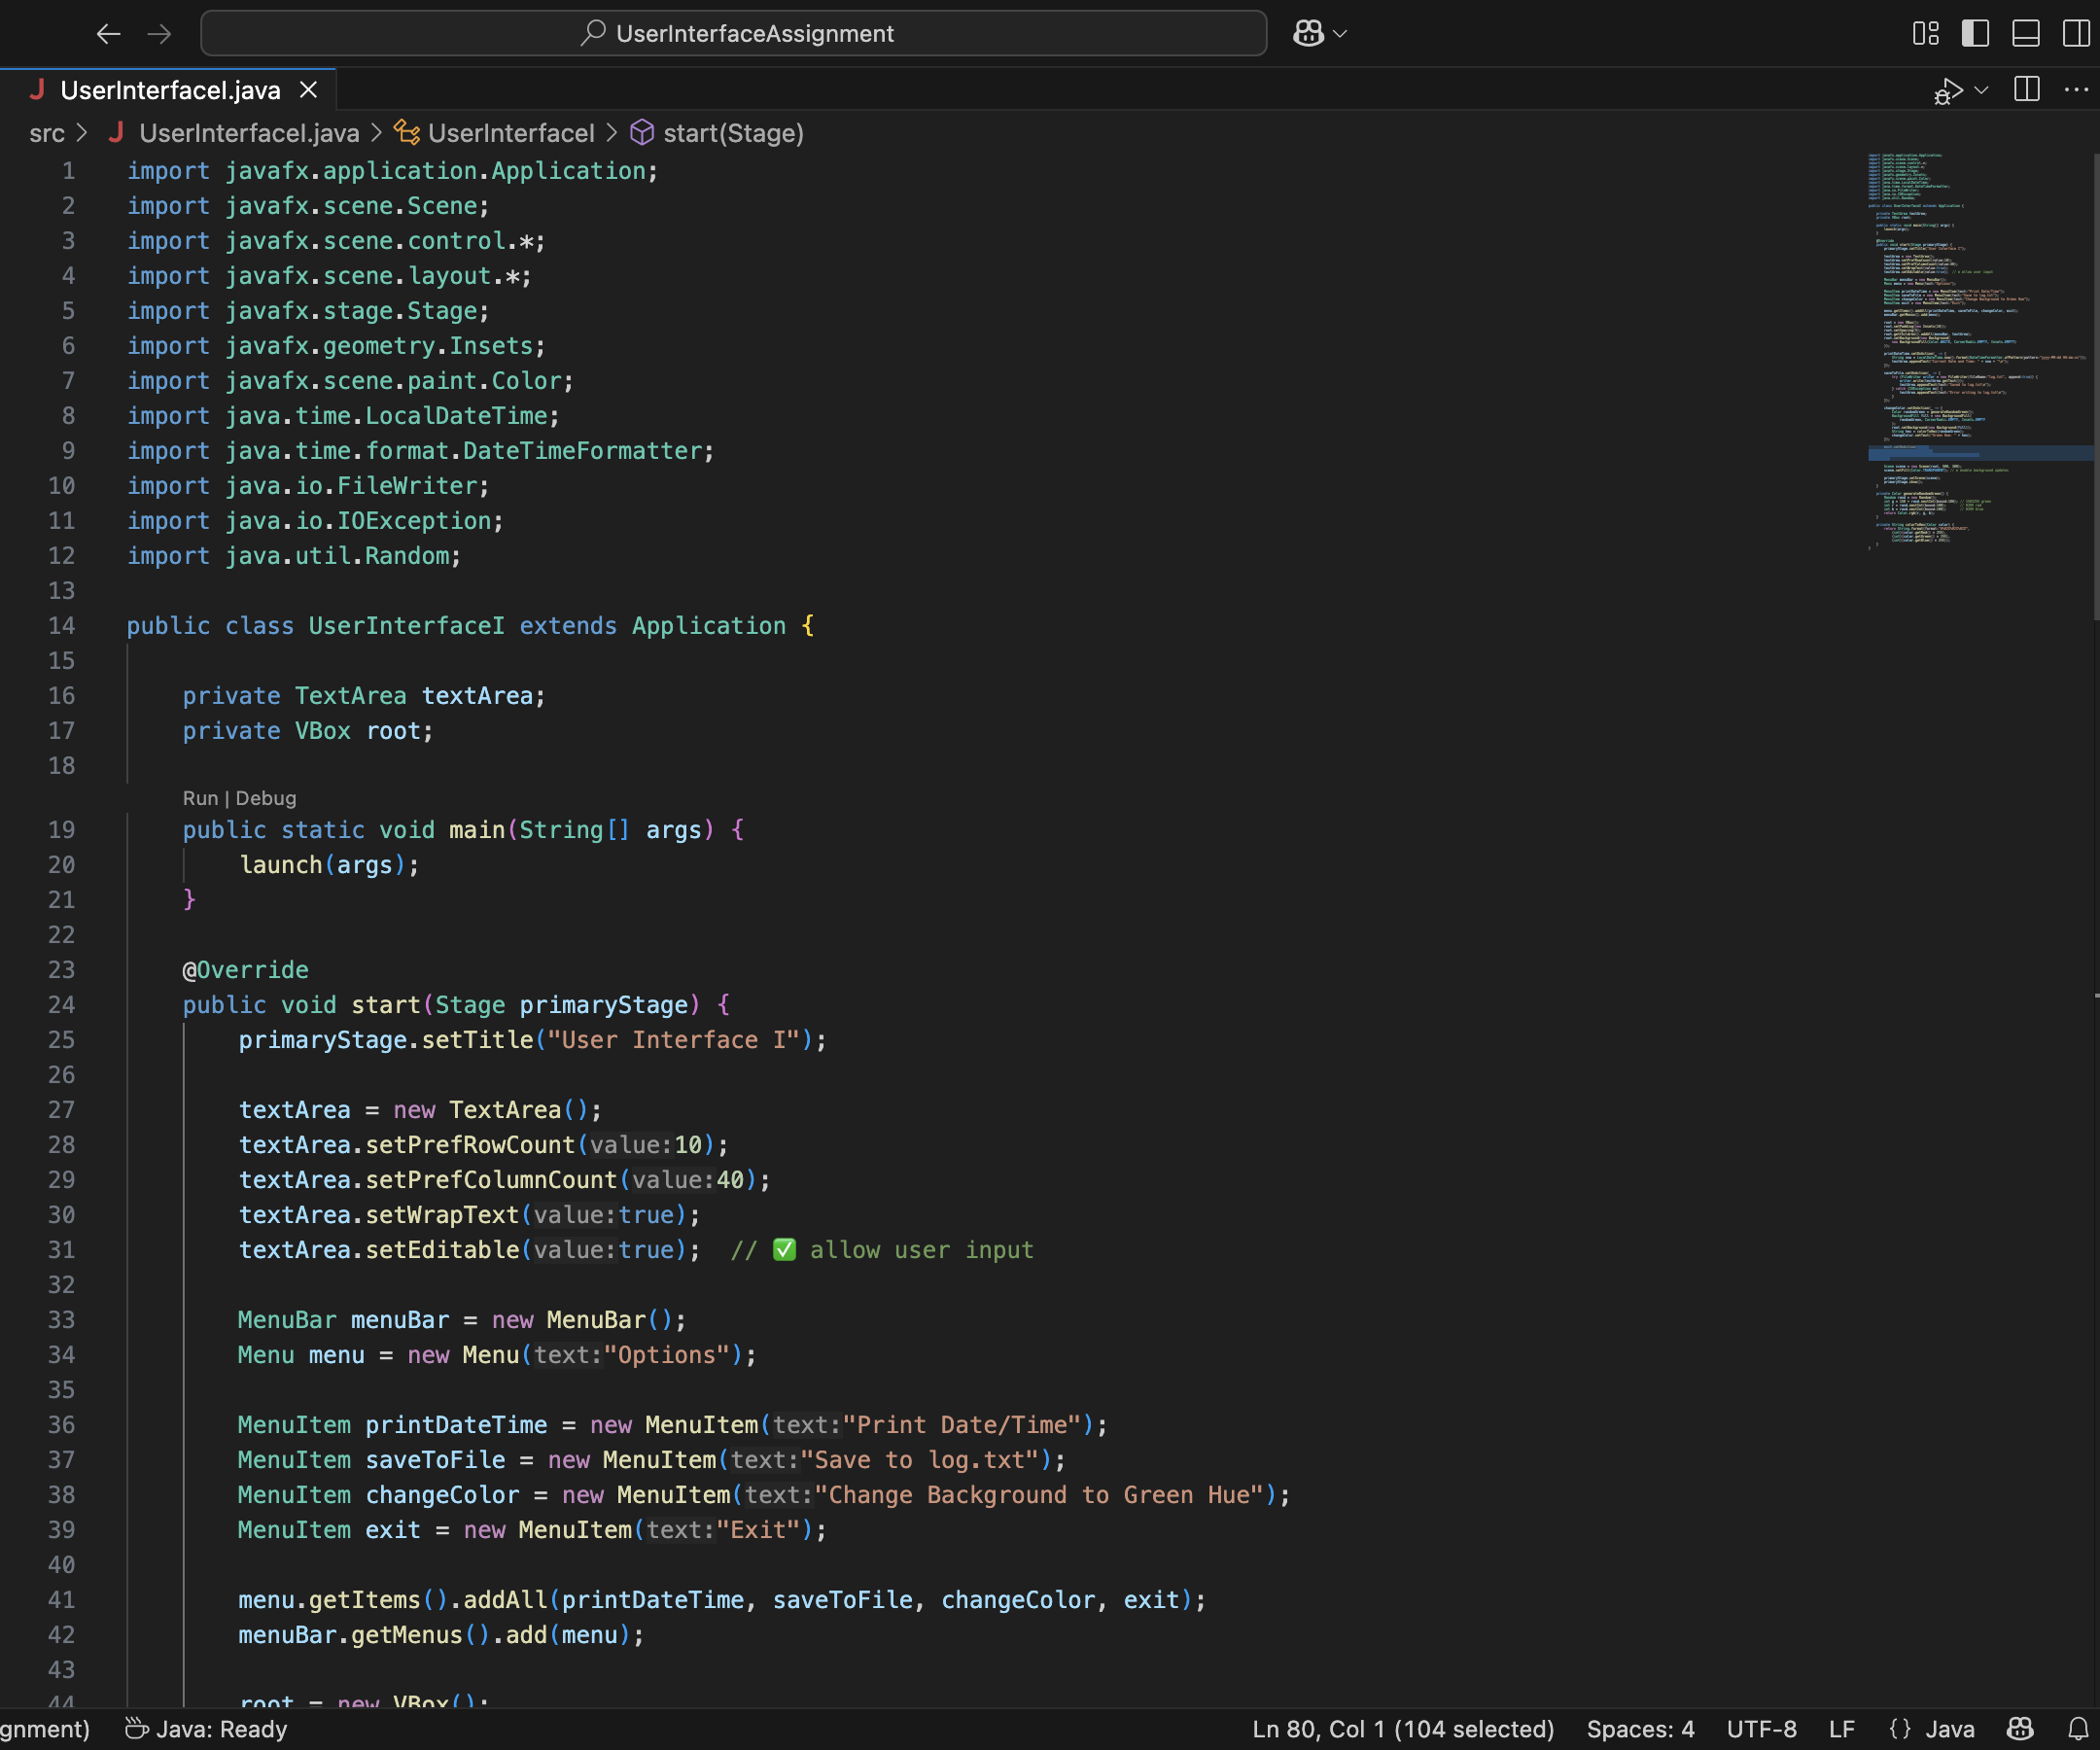 UserInterfaceAssignment
J UserInterfaceI.java
src > J UserInterfaceI.java > UserInterfaceI > start(Stage)
1 import javafx.application.Application;
2 import javafx.scene.Scene;
3 import javafx.scene.control.*;
4 import javafx.scene.layout.*;
5 import javafx.stage.Stage;
6 import javafx.geometry.Insets;
7 import javafx.scene.paint.Color;
8 import java.time.LocalDateTime;
9 import java.time.format.DateTimeFormatter;
10 import java.io.FileWriter;
11 import java.io.IOException;
12 import java.util.Random;
13
14 public class UserInterfaceI extends Application {
15
16 private TextArea textArea;
17 private VBox root;
18
Run | Debug
19 public static void main(String[] args) {
20 launch(args);
21 }
22
23 @Override
24 public void start(Stage primaryStage) {
25 primaryStage.setTitle("User Interface I");
26
27 textArea = new TextArea();
28 textArea.setPrefRowCount(value:10);
29 textArea.setPrefColumnCount(value:40);
30 textArea.setWrapText(value:true);
31 textArea.setEditable(value:true); // ✅ allow user input
32
33 MenuBar menuBar = new MenuBar();
34 Menu menu = new Menu(text:"Options");
35
36 MenuItem printDateTime = new MenuItem(text:"Print Date/Time");
37 MenuItem saveToFile = new MenuItem(text:"Save to log.txt");
38 MenuItem changeColor = new MenuItem(text:"Change Background to Green Hue");
39 MenuItem exit = new MenuItem(text:"Exit");
40
41 menu.getItems().addAll(printDateTime, saveToFile, changeColor, exit);
42 menuBar.getMenus().add(menu);
43
44 root = new VBox();
gnment) Java: Ready Ln 80, Col 1 (104 selected) Spaces: 4 UTF-8 LF {} Java